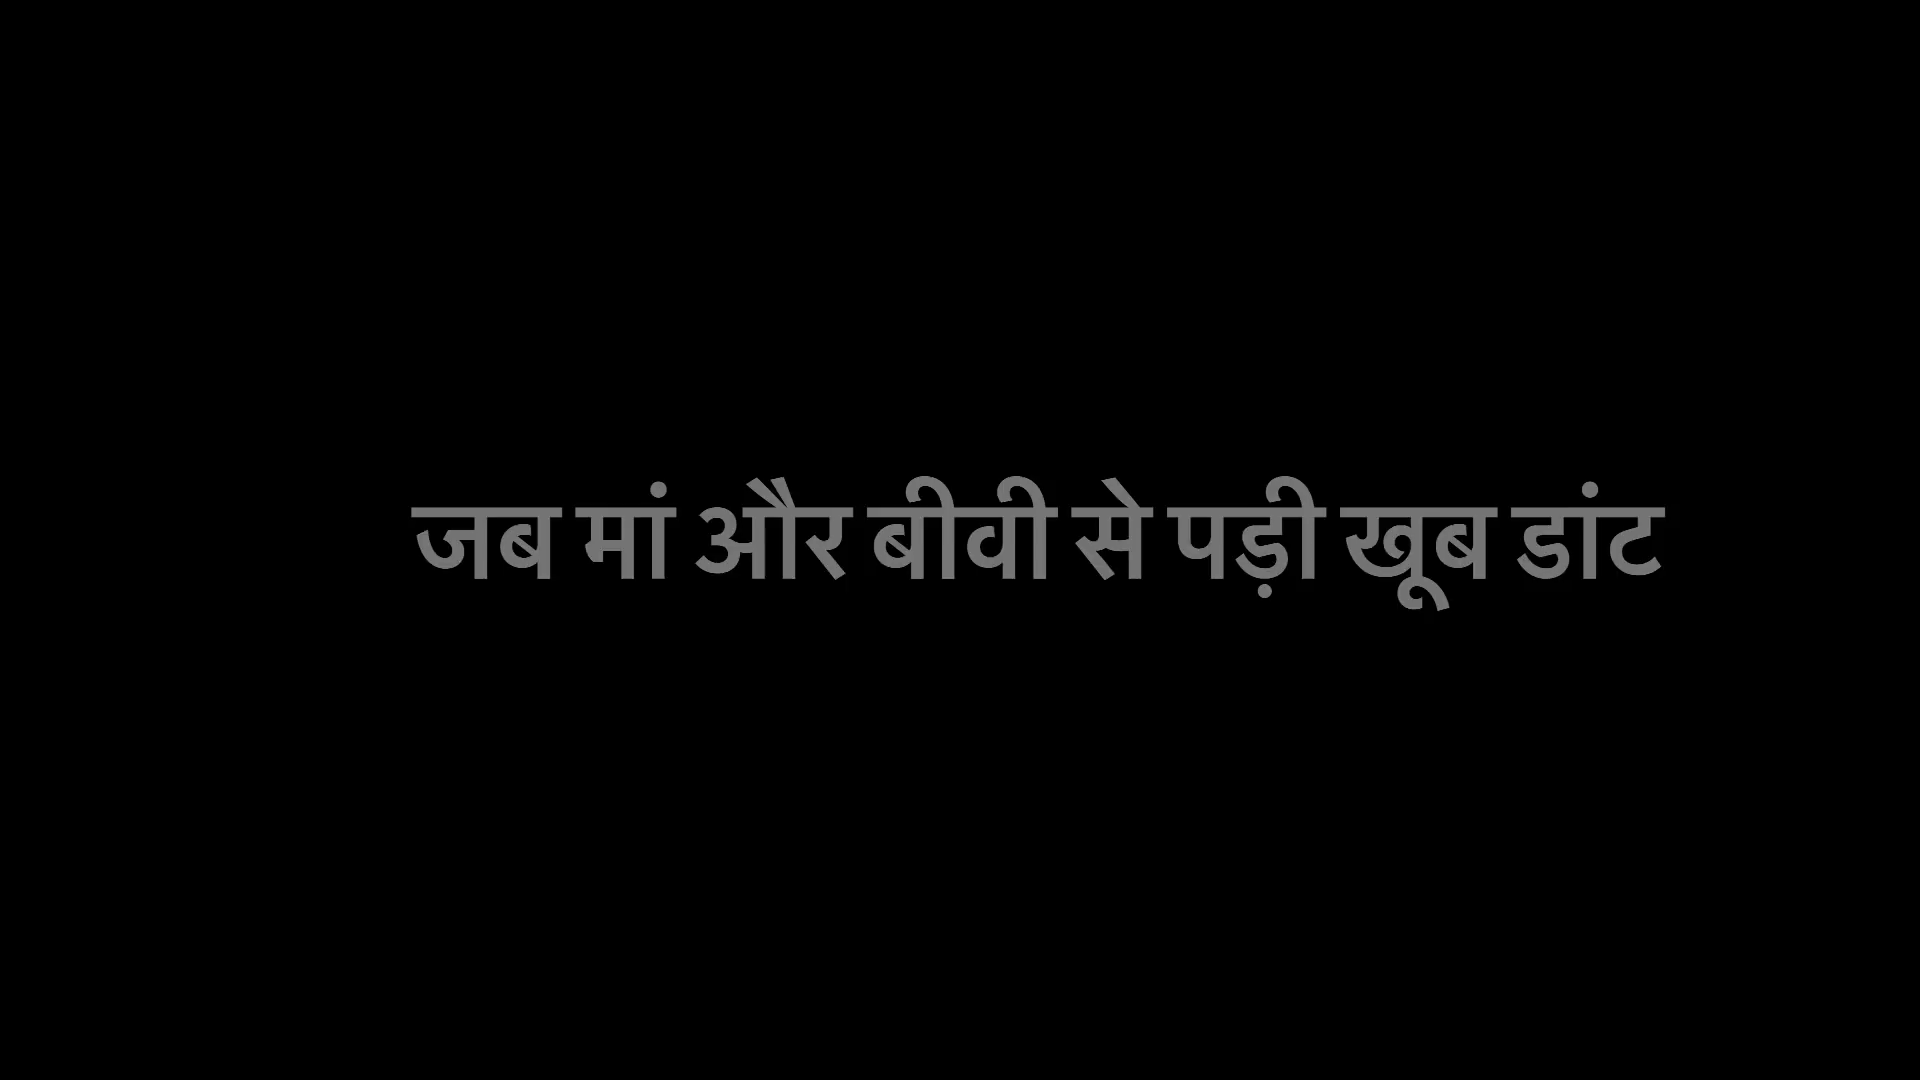 जब मां और बीवी से पड़ी खूब डांट